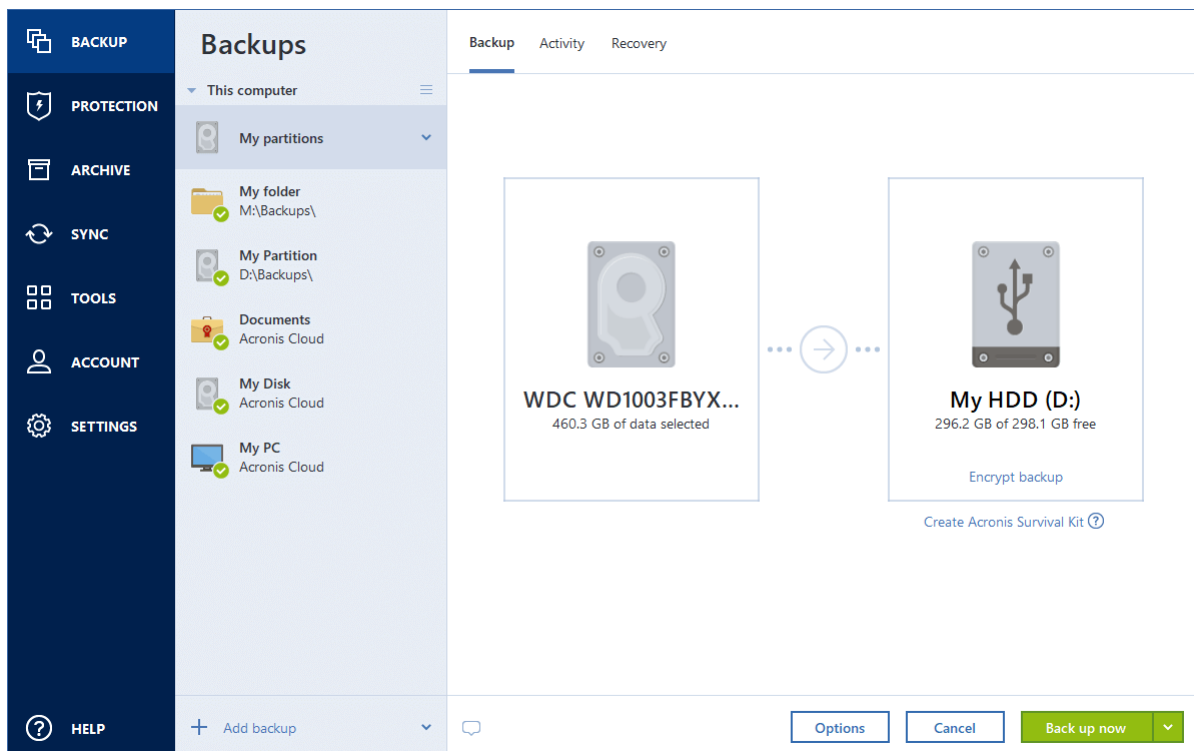 BACKUP
PROTECTION
ARCHIVE
SYNC
TOOLS
ACCOUNT
SETTINGS
HELP
Backups
This computer
My partitions
My folder
M:\Backups\
My Partition
D:\Backups\
Documents
Acronis Cloud
My Disk
Acronis Cloud
My PC
Acronis Cloud
Add backup
Backup Activity Recovery
WDC WD1003FBYX...
460.3 GB of data selected
My HDD (D:)
296.2 GB of 298.1 GB free
Encrypt backup
Create Acronis Survival Kit ?
Options Cancel Back up now